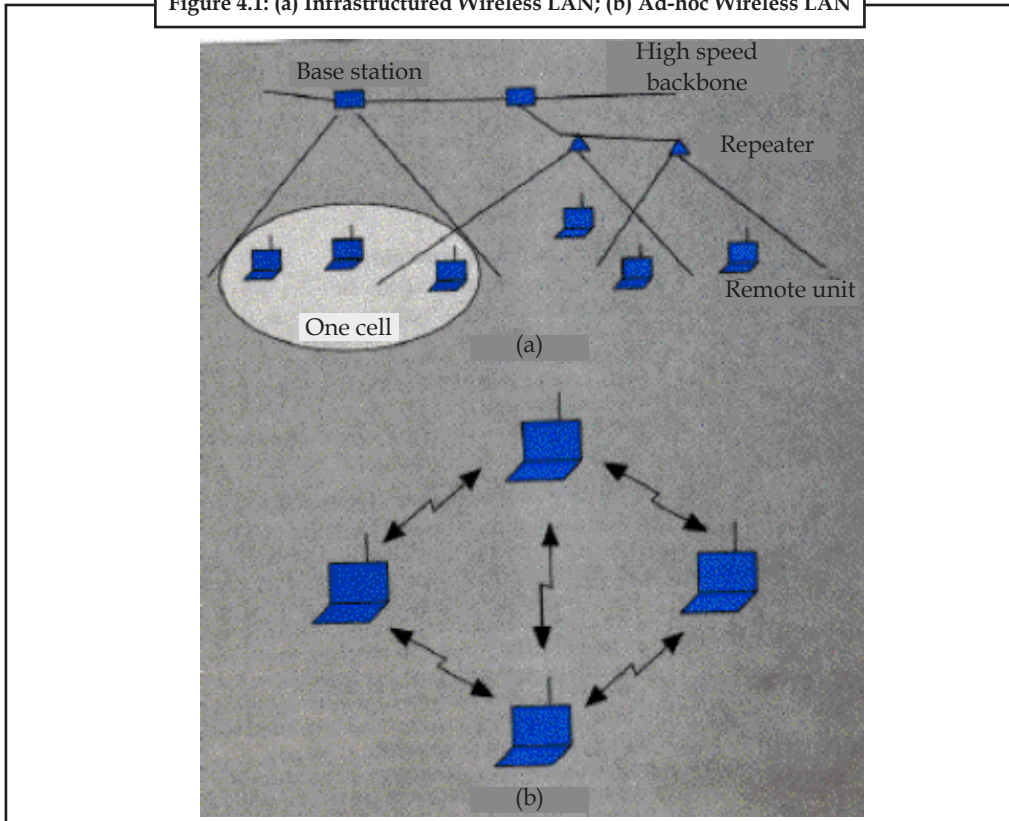 Figure 4.1: (a) Infrastructured Wireless LAN; (b) Ad-hoc Wireless LAN
Base station
High speed
backbone
Repeater
Remote unit
One cell
(a)
(b)